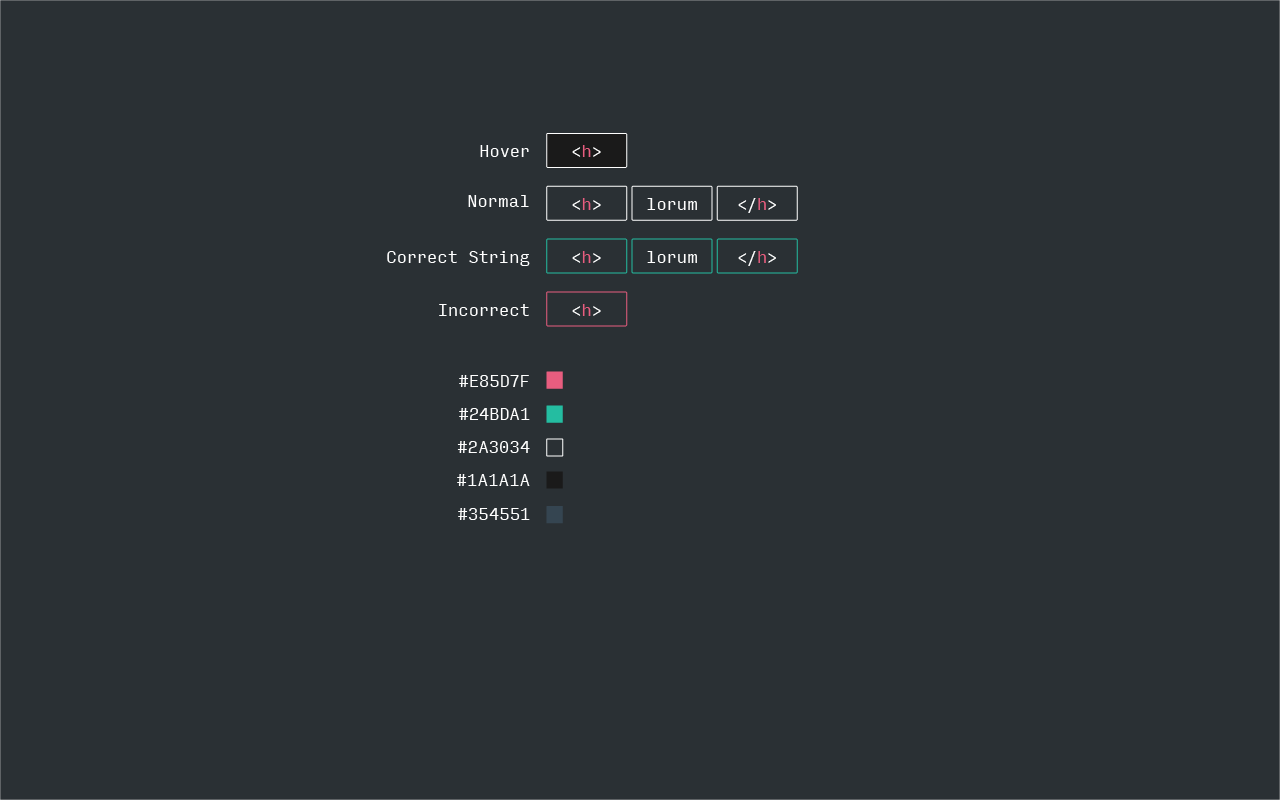 Hover <h>
Normal <h> lorum </h>
Correct String <h> lorum </h>
Incorrect <h>
#E85D7F
#24BDA1
#2A3034
#1A1A1A
#354551